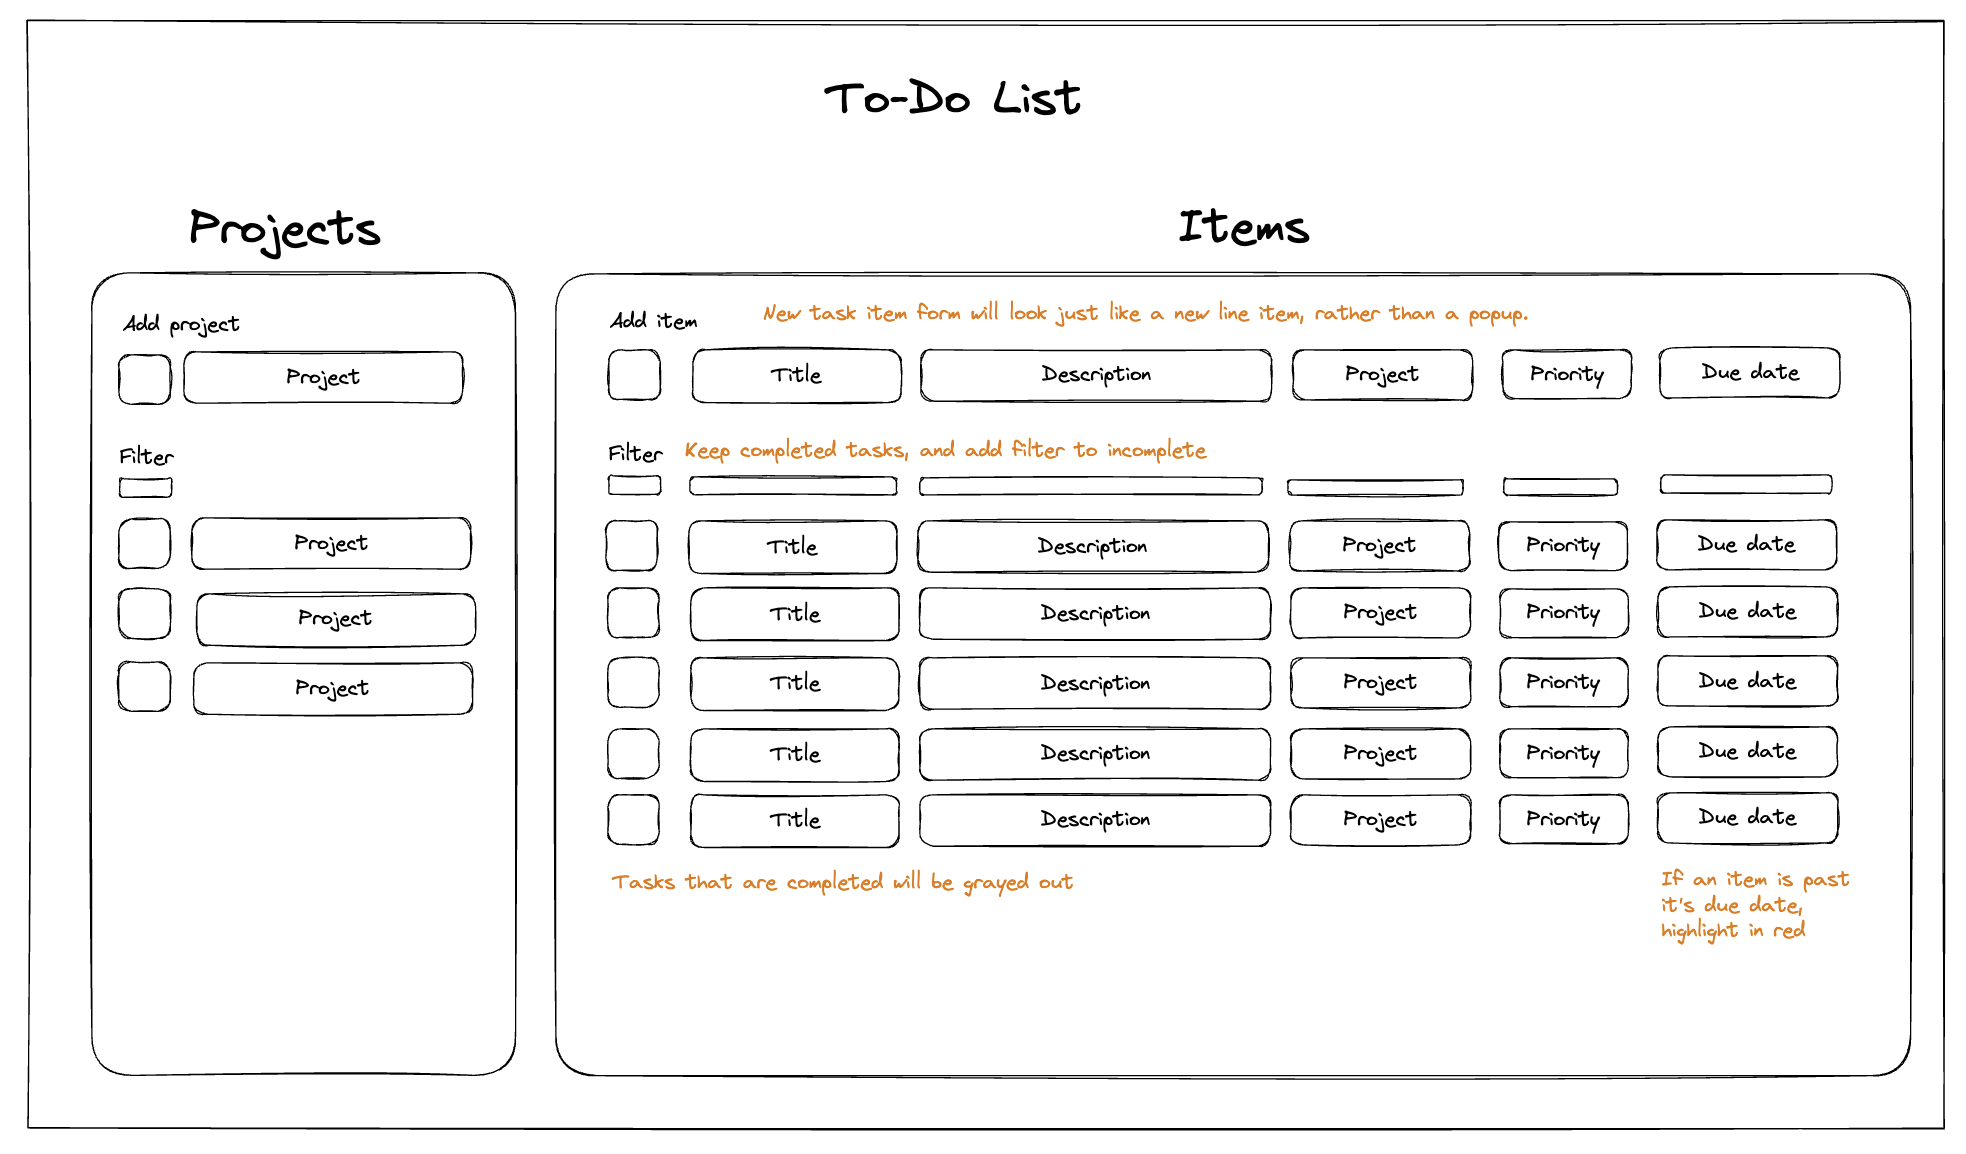 To-Do List
Projects
Items
Add project
Project
Filter
Project
Project
Project
Add item
New task item form will look just like a new line item, rather than a popup.
Title Description Project Priority Due date
Filter
Keep completed tasks, and add filter to incomplete
Title Description Project Priority Due date
Title Description Project Priority Due date
Title Description Project Priority Due date
Title Description Project Priority Due date
Title Description Project Priority Due date
Tasks that are completed will be grayed out
If an item is past
it's due date,
highlight in red